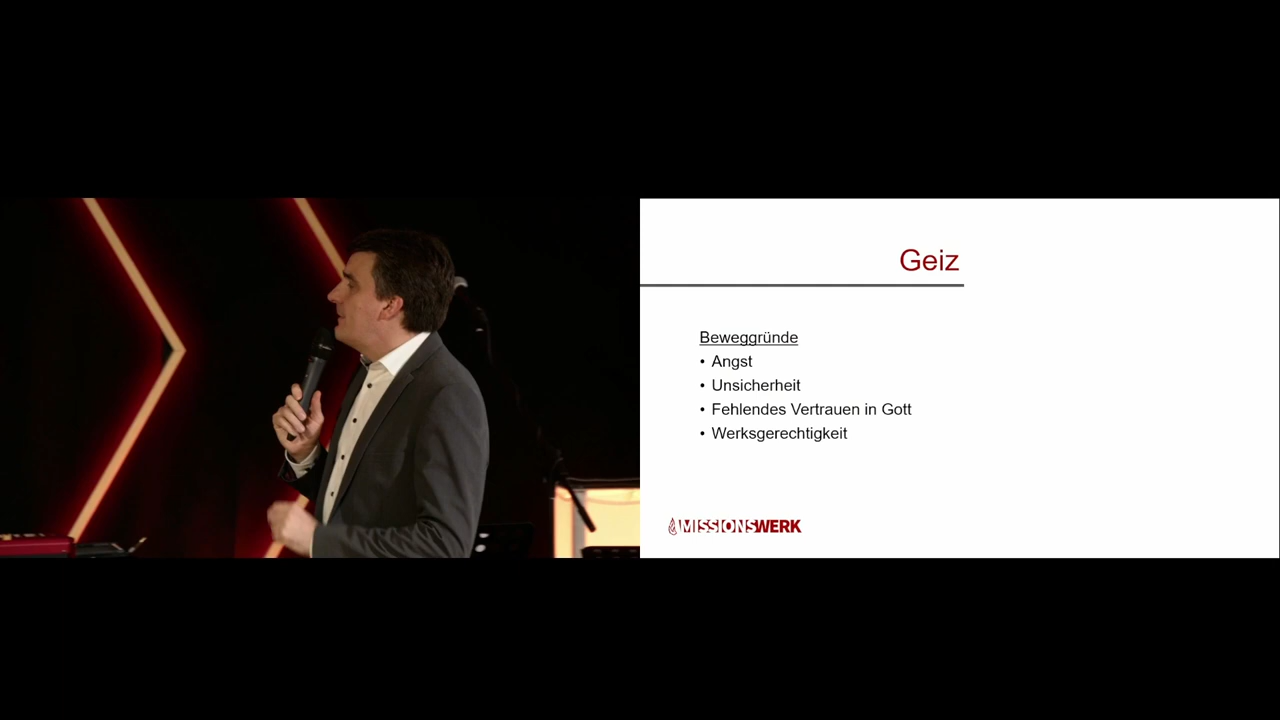 Geiz
Beweggründe
• Angst
• Unsicherheit
• Fehlendes Vertrauen in Gott
• Werksgerechtigkeit
MISSIONSWERK